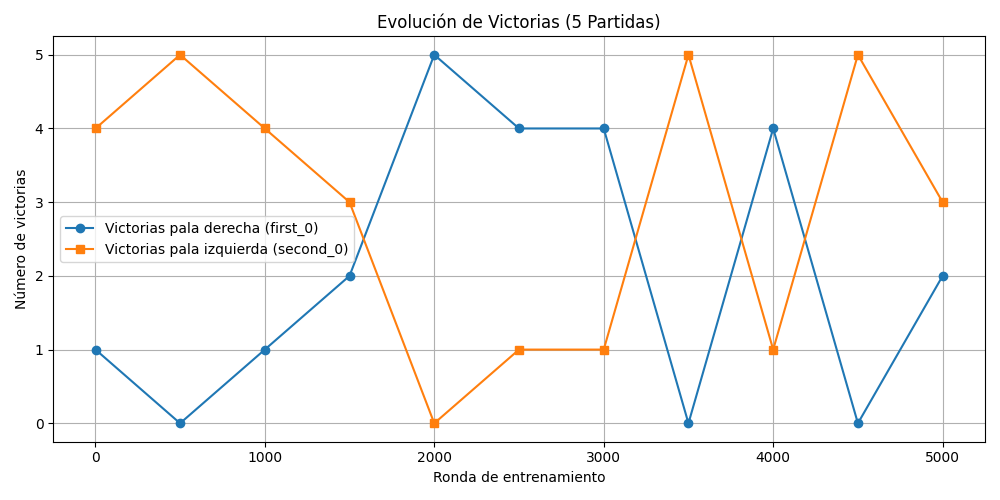 Evolución de Victorias (5 Partidas)
Número de victorias
5
4
3
2
1
0
Victorias pala derecha (first_0)
Victorias pala izquierda (second_0)
0 1000 2000 3000 4000 5000
Ronda de entrenamiento